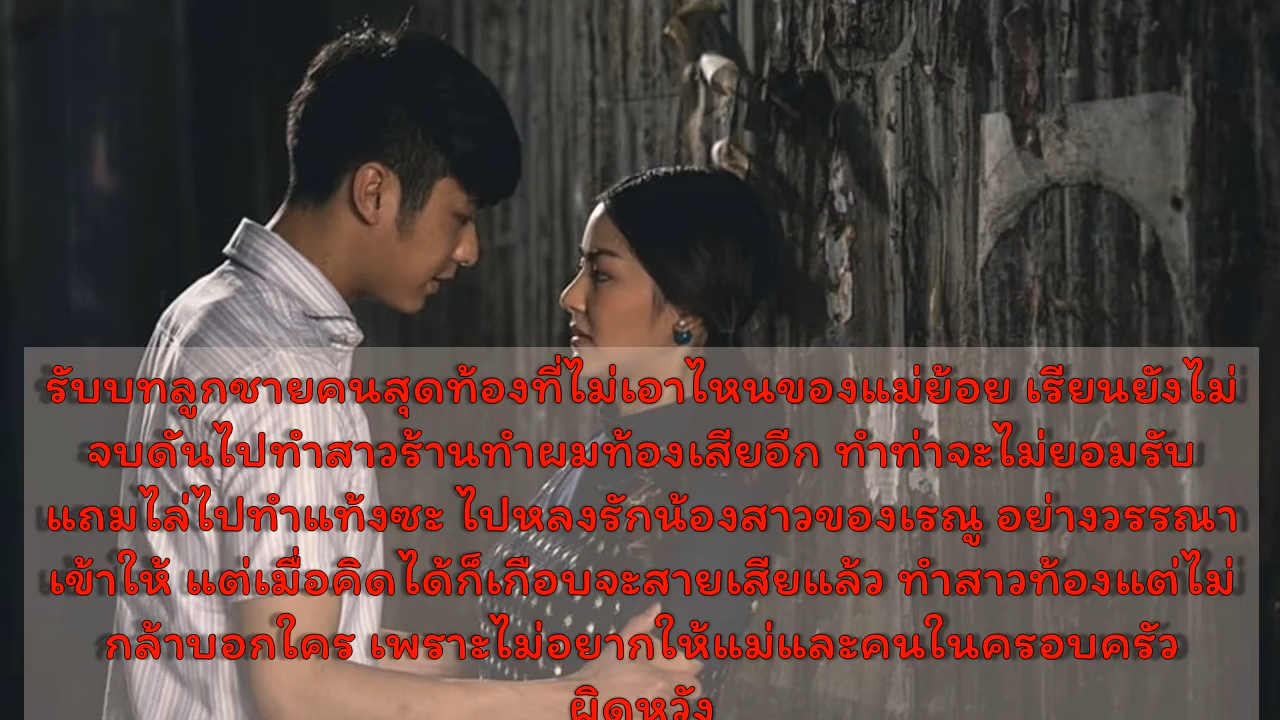 รับบทลูกชายคนสุดท้องที่ไม่เอาไหนของแม่ย้อย เรียนยังไม่
จบดันไปทำสาวร้านทำผมท้องเสียอีก ทำท่าจะไม่ยอมรับ
แถมไล่ไปทำแท้งซะ ไปหลงรักน้องสาวของเรณู อย่างวรรณา
เข้าให้ แต่เมื่อคิดได้ก็เกือบจะสายเสียแล้ว ทำสาวท้องแต่ไม่
กล้าบอกใคร เพราะไม่อยากให้แม่และคนในครอบครัว
ผิดหวัง